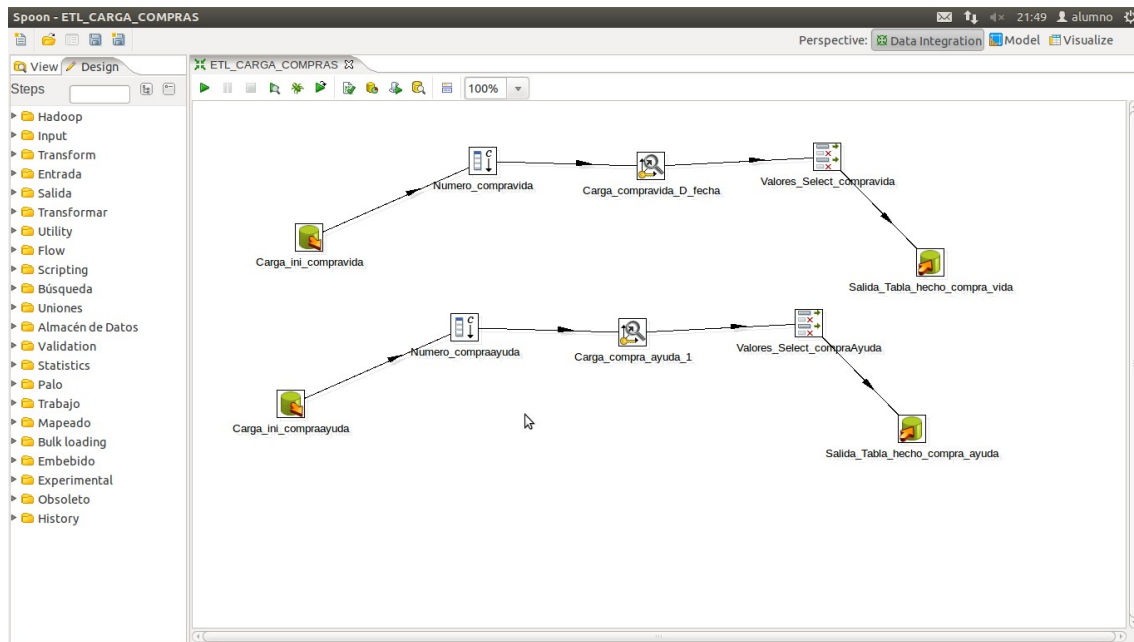 Spoon - ETL_CARGA_COMPRAS
21:49 alumno
Perspective: Data Integration Model Visualize
View Design
ETL_CARGA_COMPRAS
Steps
100%
Hadoop
Input
Transform
Entrada
Salida
Transformar
Utility
Flow
Scripting
Búsqueda
Uniones
Almacén de Datos
Validation
Statistics
Palo
Trabajo
Mapeado
Bulk loading
Embebido
Experimental
Obsoleto
History
Numero_compravida
Carga_compravida_D_fecha
Valores_Select_compravida
Carga_ini_compravida
Salida_Tabla_hecho_compra_vida
Numero_compraayuda
Carga_compra_ayuda_1
Valores_Select_compraAyuda
Carga_ini_compraayuda
Salida_Tabla_hecho_compra_ayuda